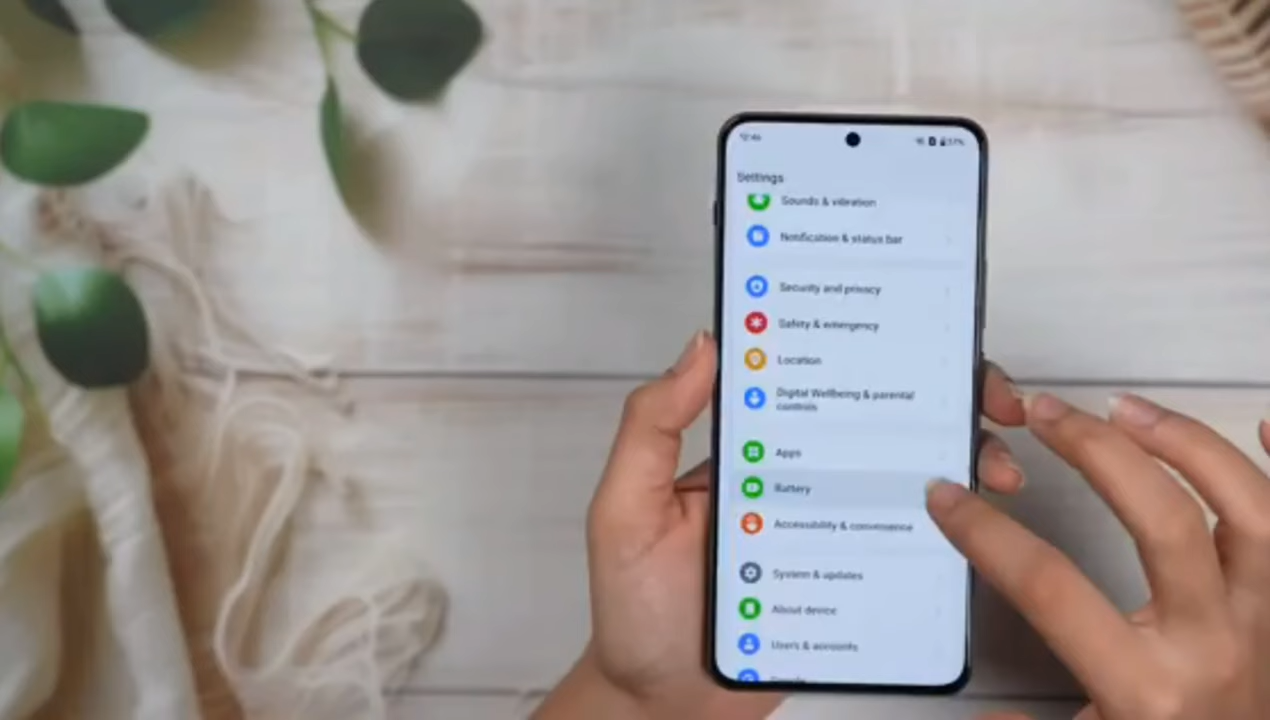 Settings
Sounds & vibration
Notification & status bar
Security and privacy
Safety & emergency
Location
Digital Wellbeing & parental
controls
Apps
Battery
Accessibility & convenience
System & updates
About device
Users & accounts